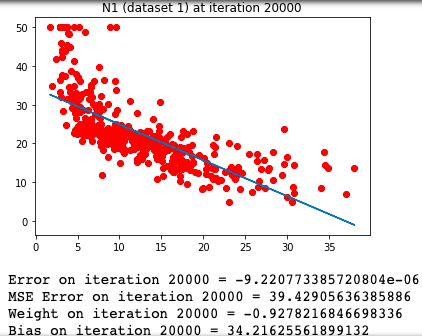 N1 (dataset 1) at iteration 20000
50
40
30
20
10
0
0 5 10 15 20 25 30 35
Error on iteration 20000 = -9.220773385720804e-06
MSE Error on iteration 20000 = 39.42905636385886
Weight on iteration 20000 = -0.9278216846698336
Bias on iteration 20000 = 34.21625561899132